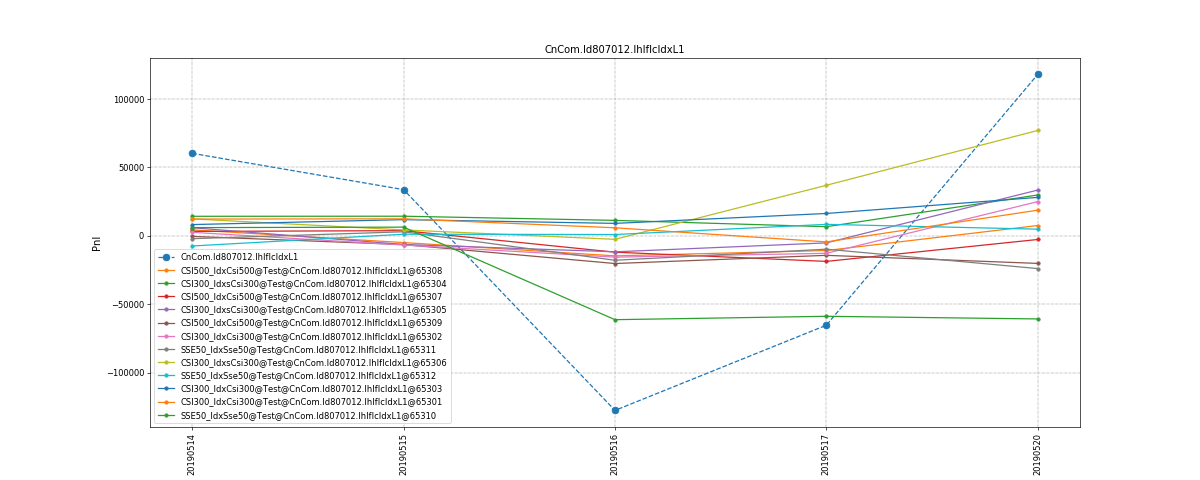 CnCom.Id807012.IhIfIcIdxL1
100000
50000
0
−50000
−100000
Pnl
CnCom.Id807012.IhIfIcIdxL1
CSI500_IdxCsi500@Test@CnCom.Id807012.IhIfIcIdxL1@65308
CSI300_IdxsCsi300@Test@CnCom.Id807012.IhIfIcIdxL1@65304
CSI500_IdxCsi500@Test@CnCom.Id807012.IhIfIcIdxL1@65307
CSI300_IdxsCsi300@Test@CnCom.Id807012.IhIfIcIdxL1@65305
CSI500_IdxCsi500@Test@CnCom.Id807012.IhIfIcIdxL1@65309
CSI300_IdxCsi300@Test@CnCom.Id807012.IhIfIcIdxL1@65302
SSE50_IdxSse50@Test@CnCom.Id807012.IhIfIcIdxL1@65311
CSI300_IdxsCsi300@Test@CnCom.Id807012.IhIfIcIdxL1@65306
SSE50_IdxSse50@Test@CnCom.Id807012.IhIfIcIdxL1@65312
CSI300_IdxCsi300@Test@CnCom.Id807012.IhIfIcIdxL1@65303
CSI300_IdxCsi300@Test@CnCom.Id807012.IhIfIcIdxL1@65301
SSE50_IdxSse50@Test@CnCom.Id807012.IhIfIcIdxL1@65310
20190514
20190515
20190516
20190517
20190520